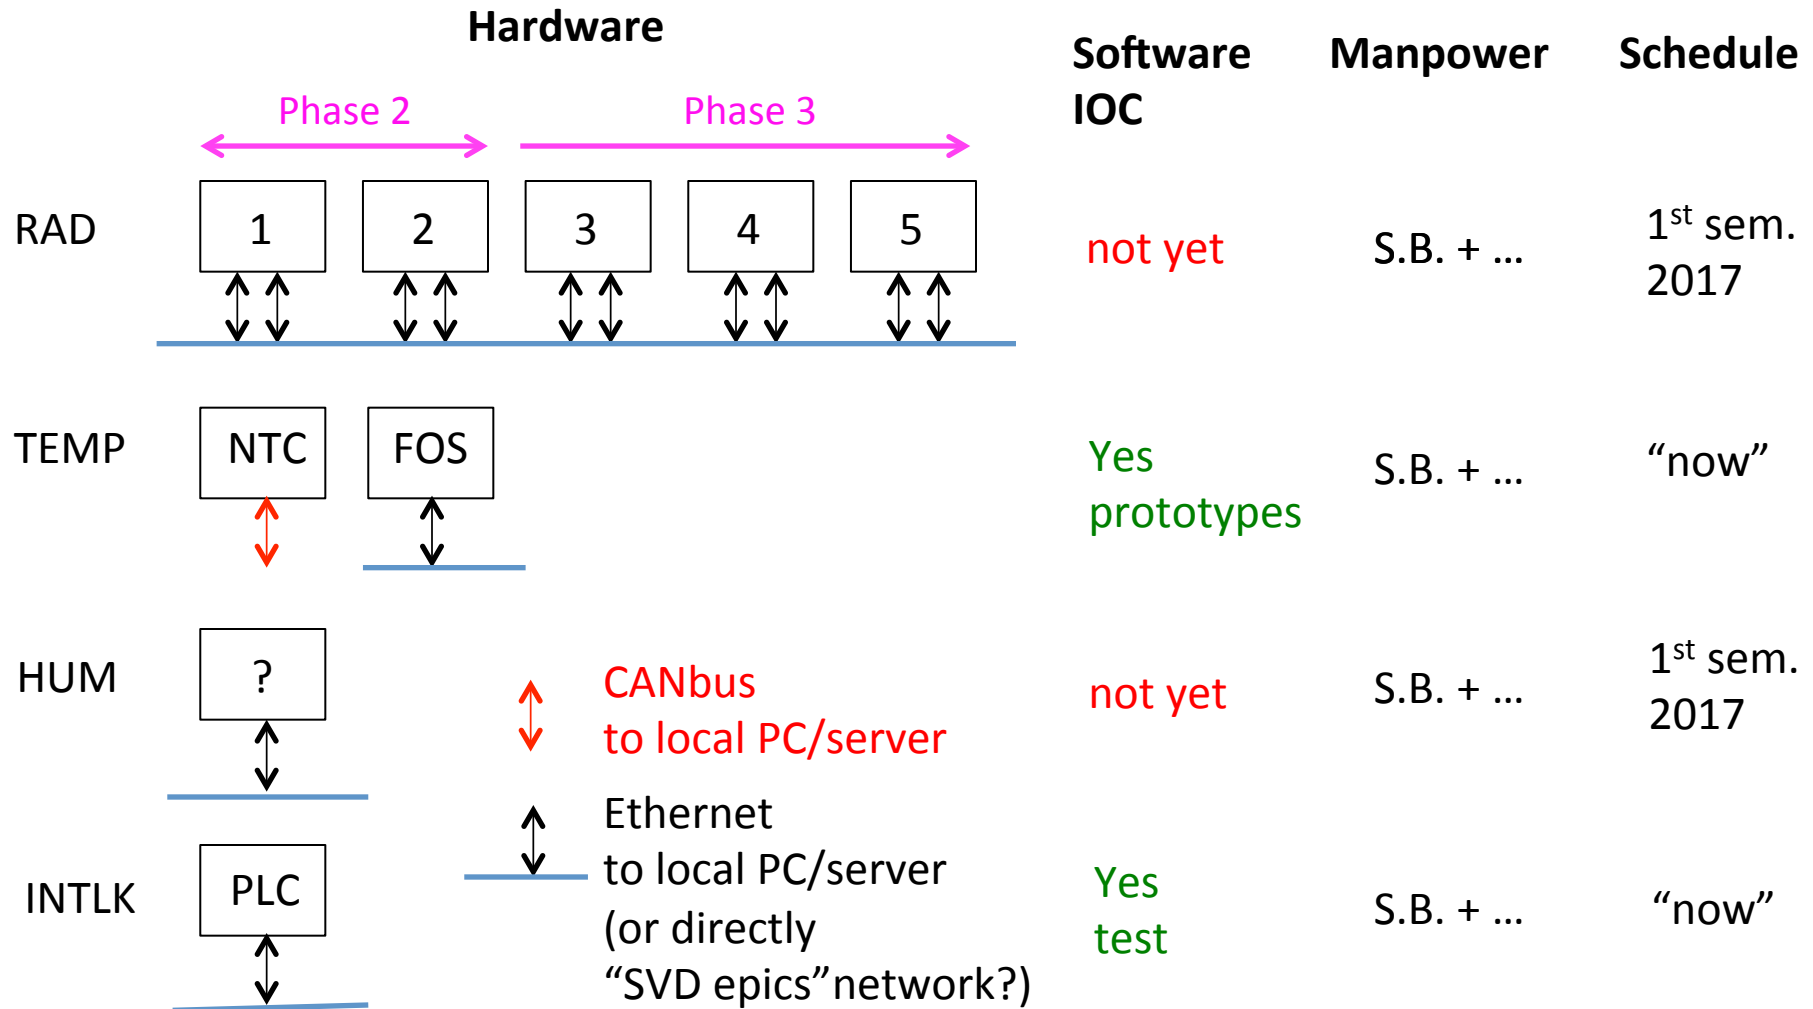 Hardware
Software Manpower Schedule
IOC
Phase 2 Phase 3
RAD 1 2 3 4 5 not yet S.B. + ... 1st sem.
2017
TEMP NTC FOS Yes S.B. + ... “now”
prototypes
HUM ? not yet S.B. + ... 1st sem.
2017
CANbus
to local PC/server
INTLK PLC Yes S.B. + ... “now”
test
Ethernet
to local PC/server
(or directly
“SVD epics”network?)